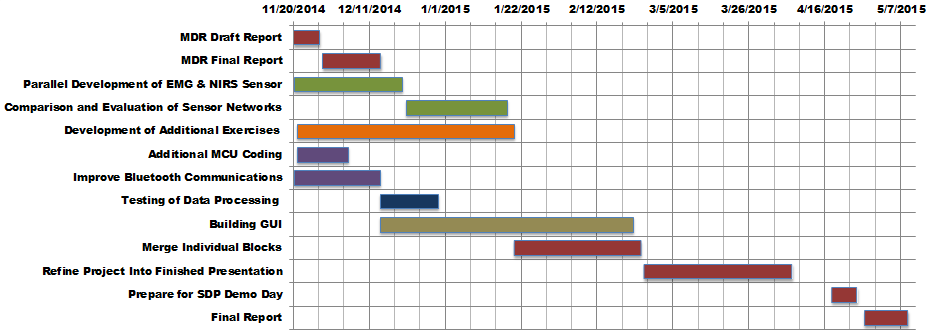 11/20/2014 12/11/2014 1/1/2015 1/22/2015 2/12/2015 3/5/2015 3/26/2015 4/16/2015 5/7/2015
MDR Draft Report
MDR Final Report
Parallel Development of EMG & NIRS Sensor
Comparison and Evaluation of Sensor Networks
Development of Additional Exercises
Additional MCU Coding
Improve Bluetooth Communications
Testing of Data Processing
Building GUI
Merge Individual Blocks
Refine Project Into Finished Presentation
Prepare for SDP Demo Day
Final Report